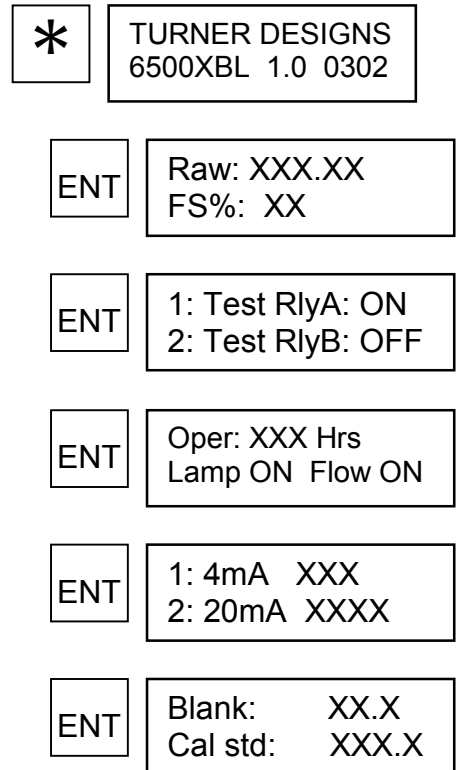 * TURNER DESIGNS
6500XBL 1.0 0302
ENT Raw: XXX.XX
FS%: XX
ENT 1: Test RlyA: ON
2: Test RlyB: OFF
ENT Oper: XXX Hrs
Lamp ON Flow ON
ENT 1: 4mA XXX
2: 20mA XXXX
ENT Blank: XX.X
Cal std: XXX.X